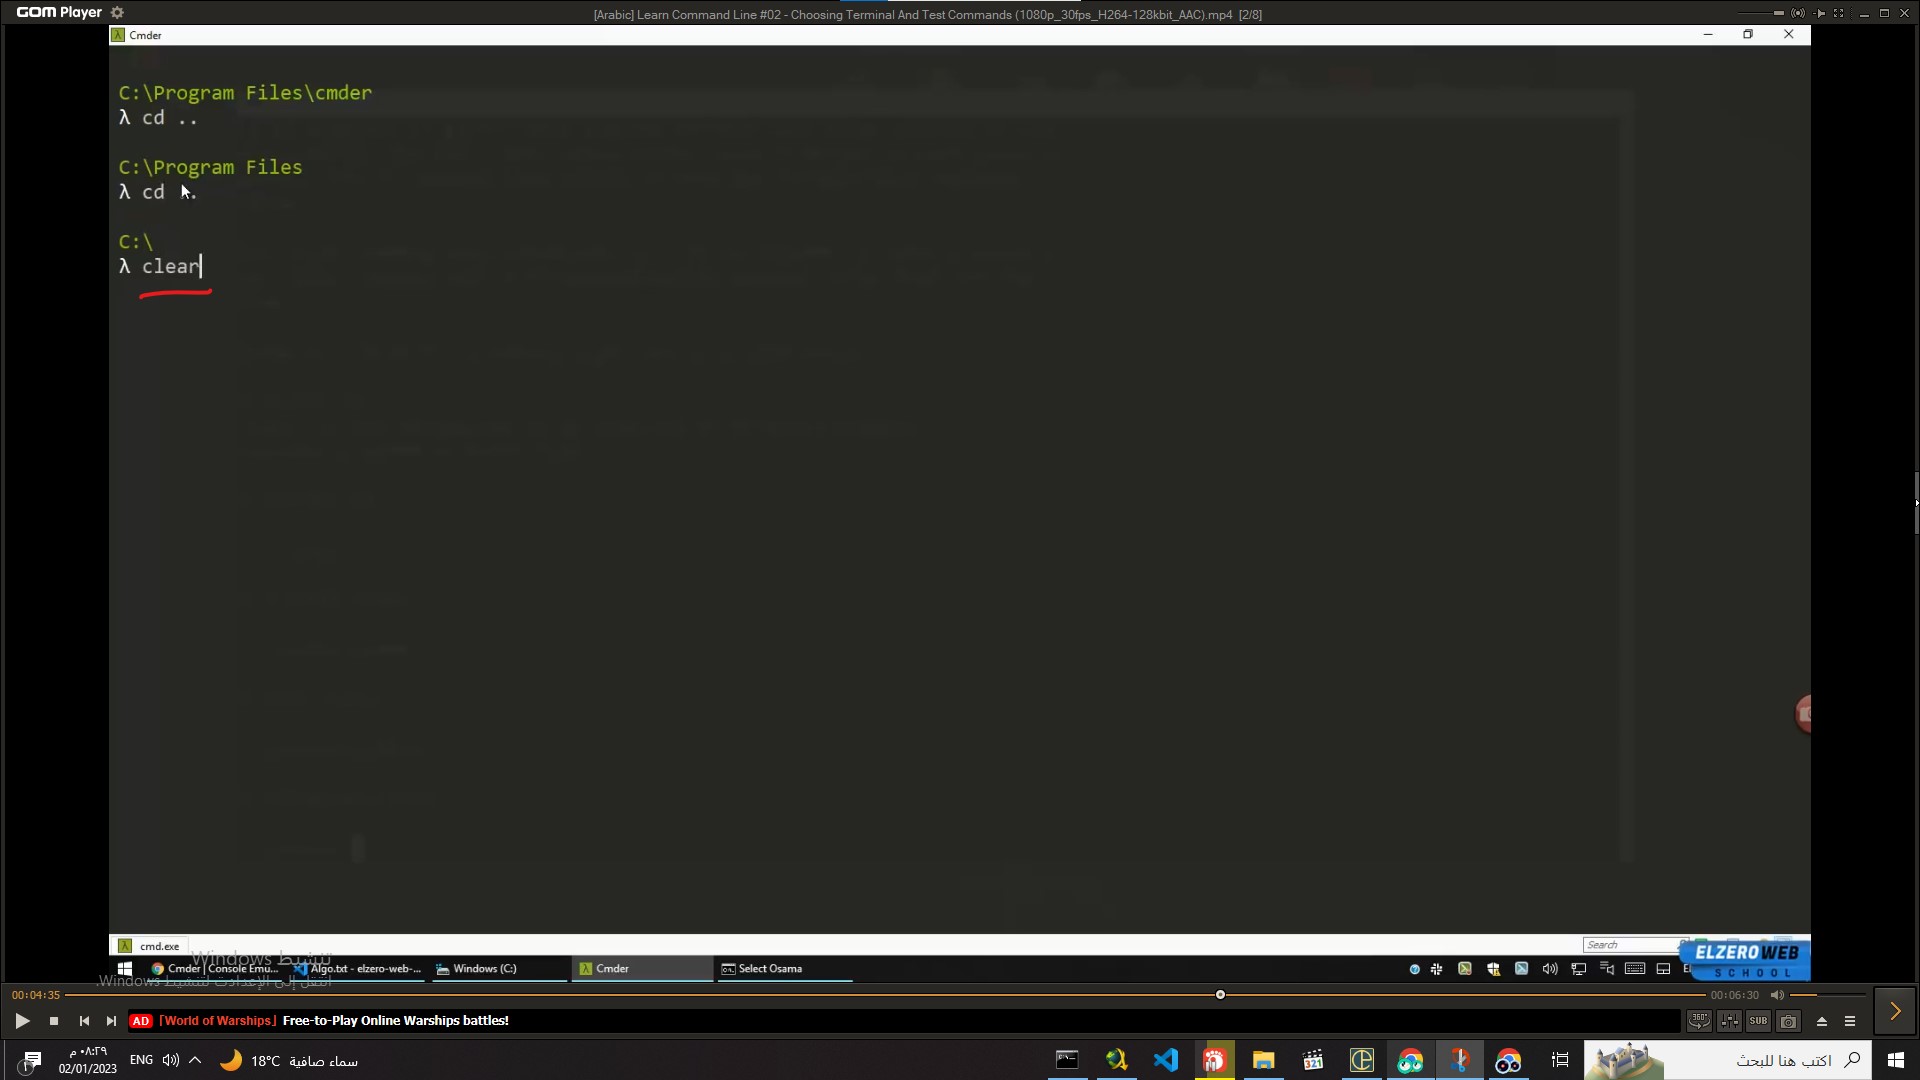 GOM Player
[Arabic] Learn Command Line #02 - Choosing Terminal And Test Commands (1080p_30fps_H264-128kbit_AAC).mp4 [2/8]
Cmder
C:\Program Files\cmder
λ cd ..
C:\Program Files
λ cd ..
C:\
λ clear
cmd.exe
Search
تنشيط Windows
انتقل إلى الإعدادات لتنشيط Windows.
Cmder | Console Emu...
Algo.txt - elzero-web-...
Windows (C:)
Cmder
Select Osama
ELZERO WEB
SCHOOL
00:04:35
00:06:30
AD [World of Warships] Free-to-Play Online Warships battles!
360°
SUB
٠٨:٢٩ م
02/01/2023
ENG
18°C سماء صافية
321
اكتب هنا للبحث